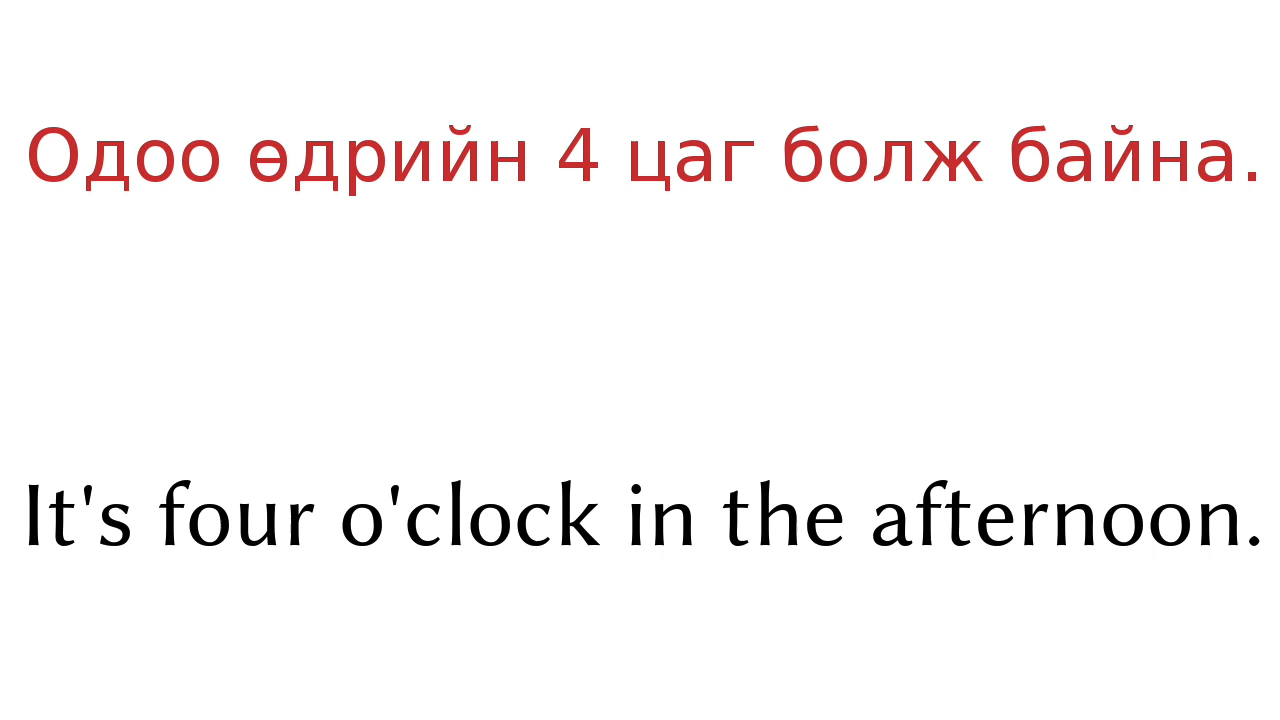 Одоо өдрийн 4 цаг болж байна.
It's four o'clock in the afternoon.